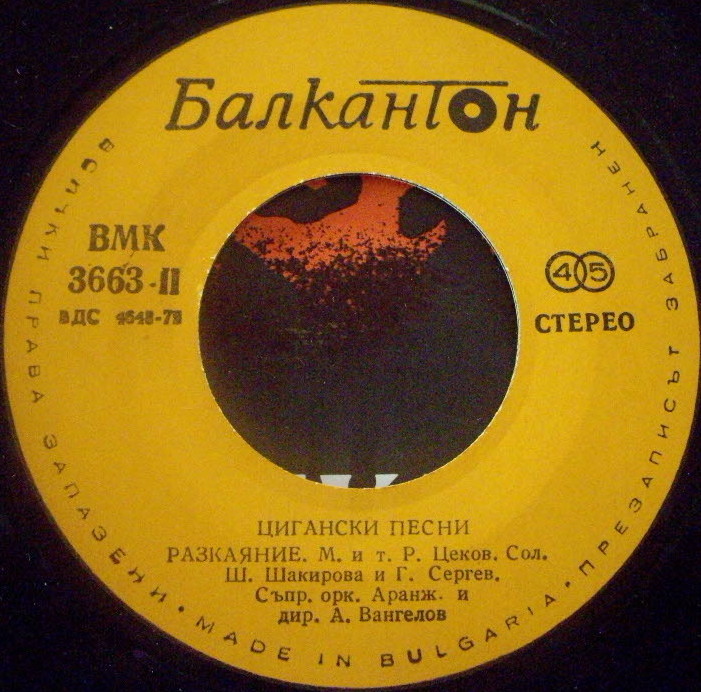 БалканТон
ВСИЧКИ ПРАВА ЗАПАЗЕНИ • MADE IN BULGARIA • ПРЕЗАПИСЪТ ЗАБРАНЕН
ВМК
3663-II
ВДС
45
СТЕРЕО
ЦИГАНСКИ ПЕСНИ
РАЗКАЯНИЕ. М. и т. Р. Цеков. Сол.
Ш. Шакирова и Г. Сергев.
Съпр. орк. Аранж. и
дир. А. Вангелов